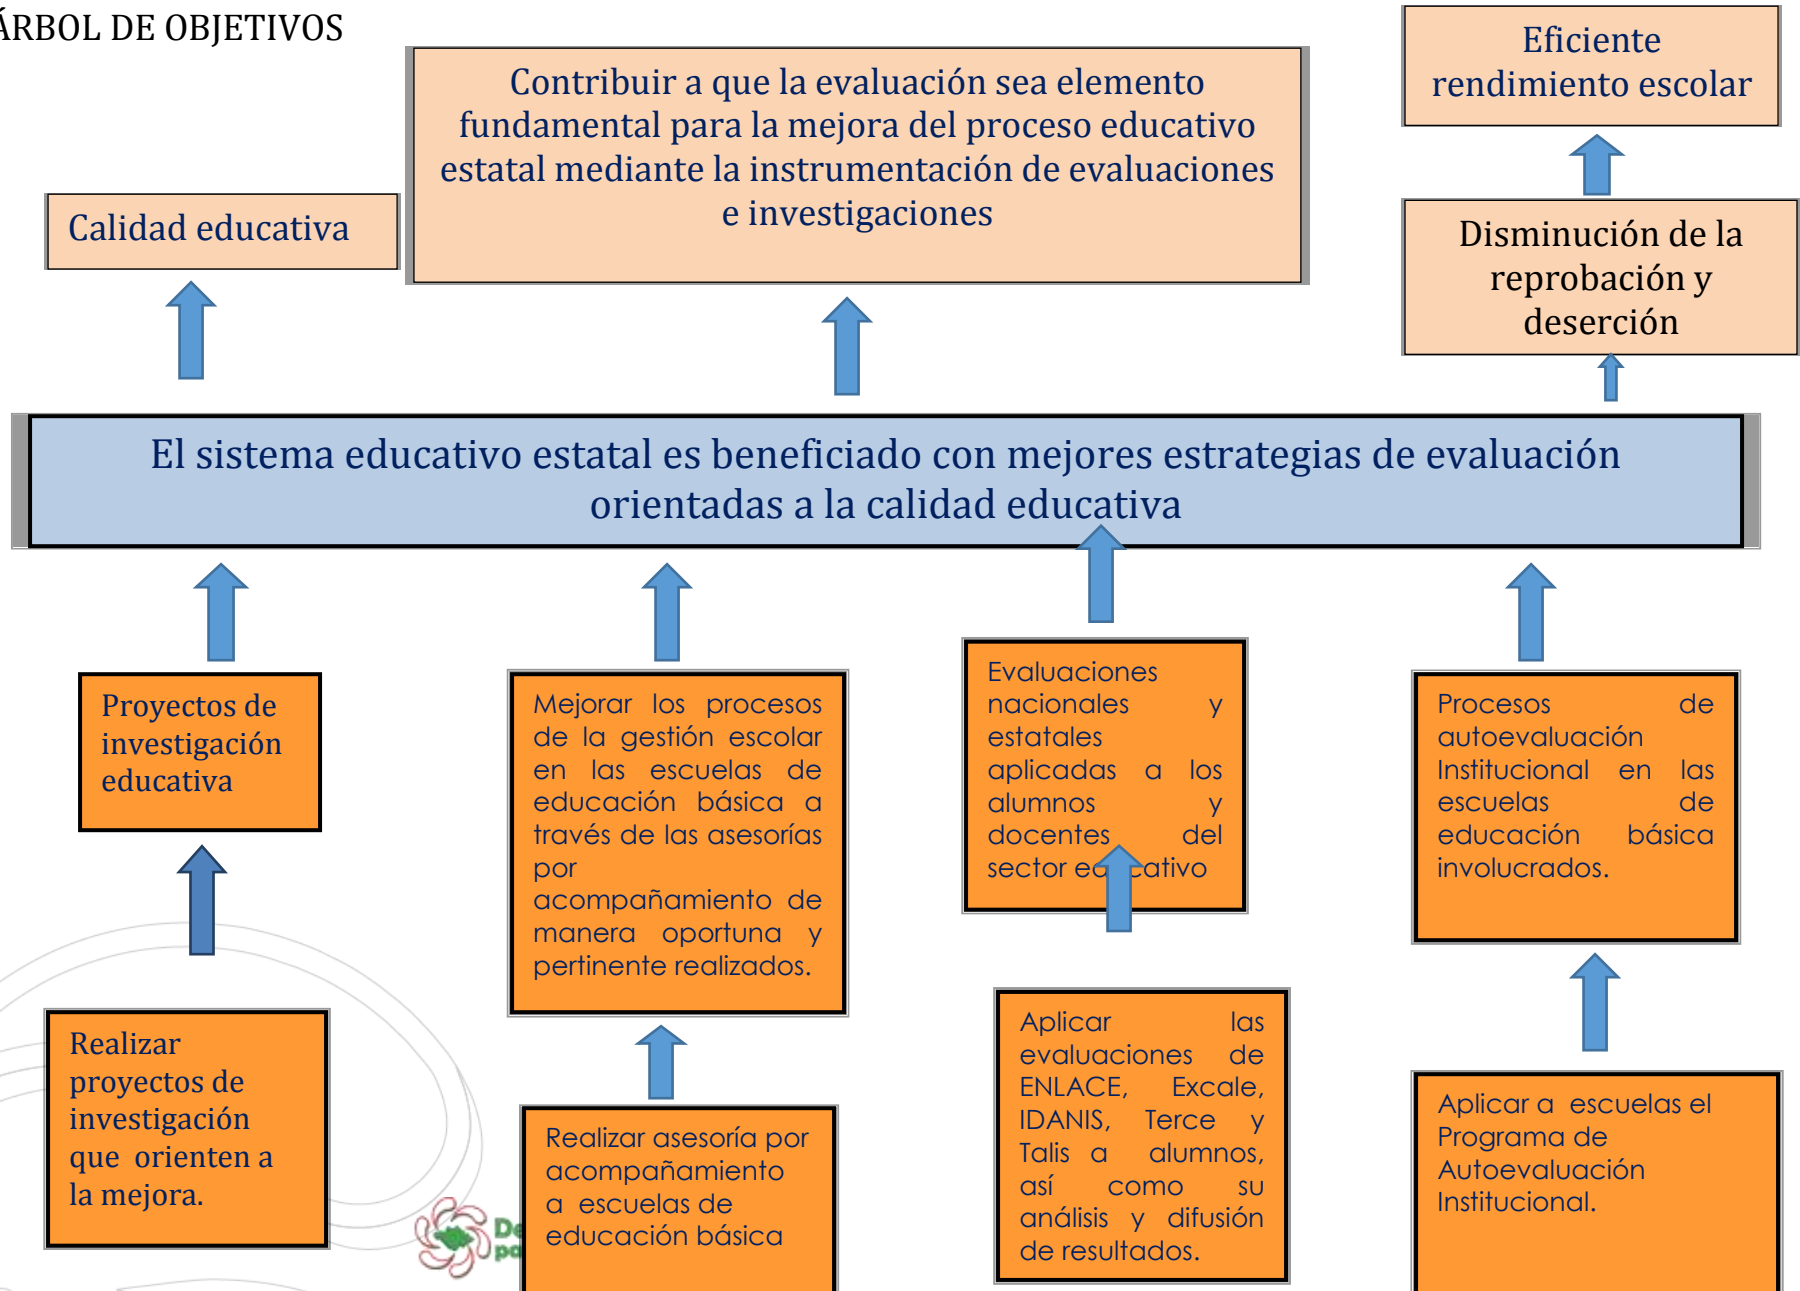 ÁRBOL DE OBJETIVOS
Contribuir a que la evaluación sea elemento
fundamental para la mejora del proceso educativo
estatal mediante la instrumentación de evaluaciones
e investigaciones
Eficiente
rendimiento escolar
Calidad educativa
Disminución de la
reprobación y
deserción
El sistema educativo estatal es beneficiado con mejores estrategias de evaluación
orientadas a la calidad educativa
Proyectos de
investigación
educativa
Mejorar los procesos
de la gestión escolar
en las escuelas de
educación básica a
través de las asesorías
por
acompañamiento de
manera oportuna y
pertinente realizados.
Evaluaciones
nacionales y
estatales
aplicadas a los
alumnos y
docentes del
sector educativo
Procesos de
autoevaluación
Institucional en las
escuelas de
educación básica
involucrados.
Realizar
proyectos de
investigación
que orienten a
la mejora.
Realizar asesoría por
acompañamiento
a escuelas de
educación básica
Aplicar las
evaluaciones de
ENLACE, Excale,
IDANIS, Terce y
Talis a alumnos,
así como su
análisis y difusión
de resultados.
Aplicar a escuelas el
Programa de
Autoevaluación
Institucional.